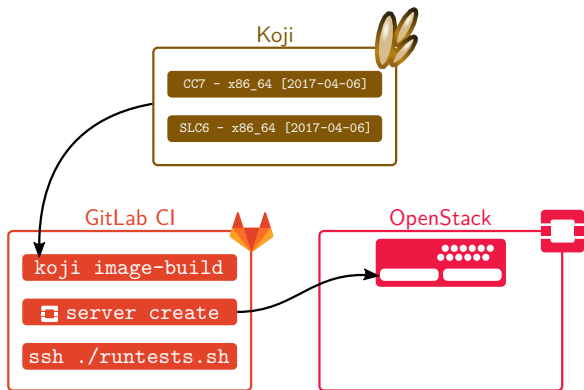 Koji
CC7 - x86_64 [2017-04-06]
SLC6 - x86_64 [2017-04-06]
GitLab CI
koji image-build
server create
ssh ./runtests.sh
OpenStack